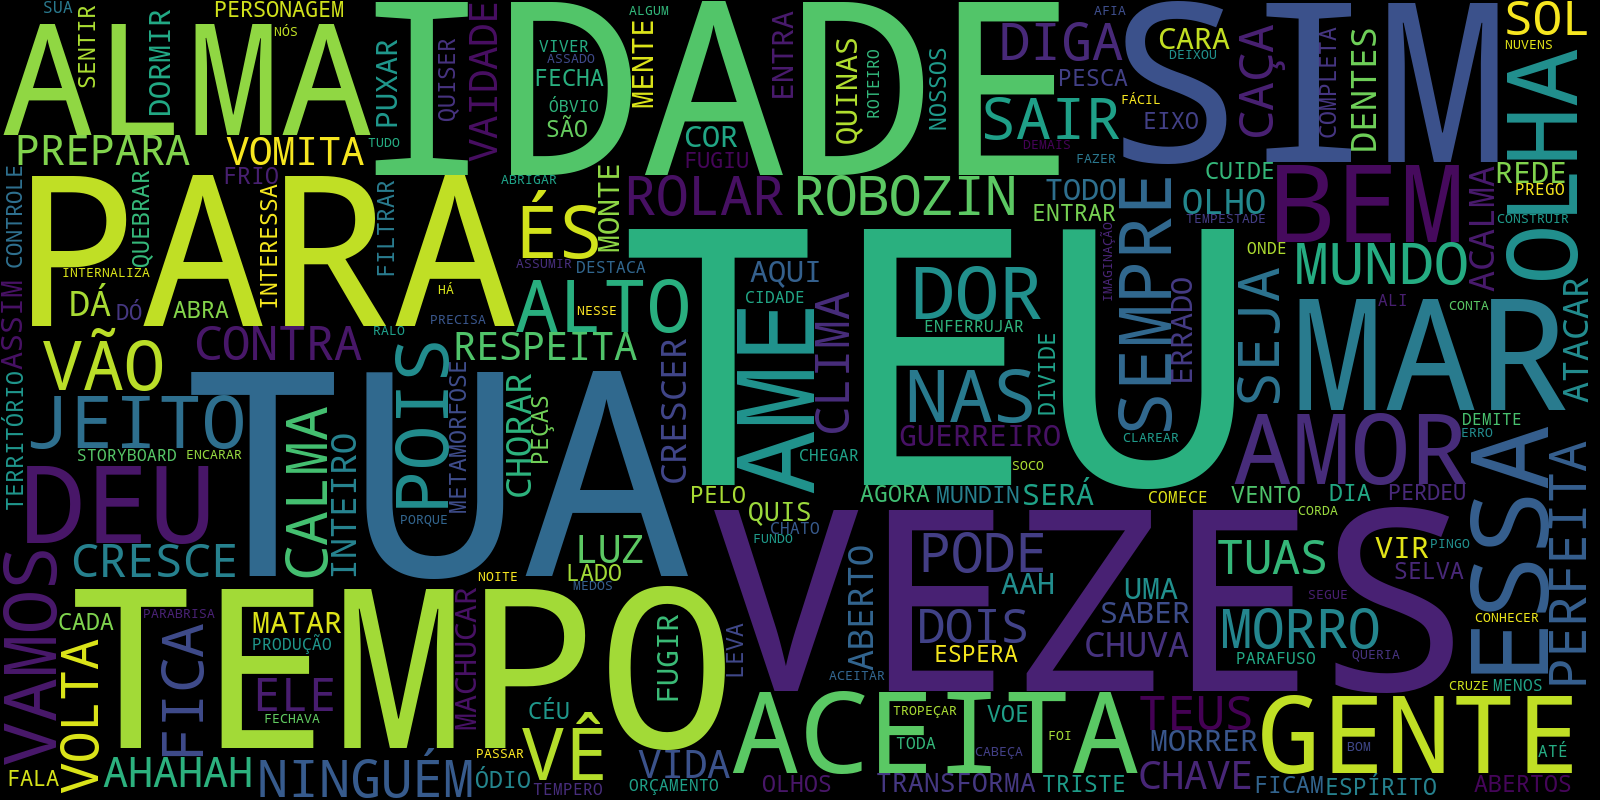 SUA
PERSONAGEM
IDADE
ALGUM
AFIA
SIM
SOL
ALMA
SENTIR
DORMIR
NÓS
PUXAR
QUISER
VAIDADE
VIVER
ASSADO
FECHA
ÓBVIO
SÃO
MENTE
COR
FUGIU
ENTRA
QUINAS
ROTEIRO
NOSSOS
DIGA
PESCA
SAIR
DEMAIS
FAZER
CARA
DEIXOU
FÁCIL
EIXO
CAÇA
COMPLETA
DENTES
NUVENS
OLHA
PREPARA
VOMITA
TUDO
FRIO
ABRIGAR
MONTE
ROLAR
ROBOZIN
TODO
ENTRAR
CUIDE
OLHO
TEMPESTADE
BEM
ACALMA
REDE
PREGO
CONSTRUIR
CONTROLE
ASSIM
PARA
QUEBRAR
INTERESSA
FILTRAR
ÉS
INTERNALIZA
DÁ
DÓ
ABRA
HÁ
ASSUMIR
DESTACA
TEU
AQUI
CIDADE
DOR
ENFERRUJAR
IMAGINAÇÃO
SEMPRE
ERRADO
ONDE
MUNDO
SEJA
MAR
ALI
CONTA
ATACAR
VÃO
CONTRA
RALO
PRECISA
ALTO
NESSE
RESPEITA
CRESCER
AME
CLIMA
NAS
GUERREIRO
DIVIDE
CLAREAR
AMOR
DEMITE
ERRO
TERRITÓRIO
JEITO
STORYBOARD
ENCARAR
TUA
POIS
PORQUE
METAMORFOSE
CHORAR
PEÇAS
CHEGAR
SOCO
DEU
CALMA
INTEIRO
PELO
QUIS
CHATO
FUNDO
AGORA
MUNDIN
SERÁ
COMECE
VENTO
DIA
PERDEU
CORDA
ESSA
PERFEITA
VAMOS
CRESCE
NOITE
LUZ
LADO
MEDOS
VEZES
PODE
AAH
DOIS
ESPERA
ABERTO
ACEITAR
UMA
SABER
CHUVA
TUAS
VIR
PINGO
SELVA
SEGUE
MORRO
PARAFUSO
QUERIA
CONHECER
CRUZE
MENOS
CADA
VOLTA
TEMPO
PARABRISA
FICA
MATAR
PRODUÇÃO
ELE
FECHAVA
MACHUCAR
FUGIR
LEVA
CÉU
PASSAR
VÊ
ACEITA
TROPEÇAR
TODA
VOE
CABEÇA
FOI
TEUS
MORRER
GENTE
BOM
ATÉ
FALA
AHAHAH
NINGUÉM
ÓDIO
TEMPERO
VIDA
ORÇAMENTO
OLHOS
TRANSFORMA
TRISTE
CHAVE
FICAM
ESPÍRITO
ABERTOS